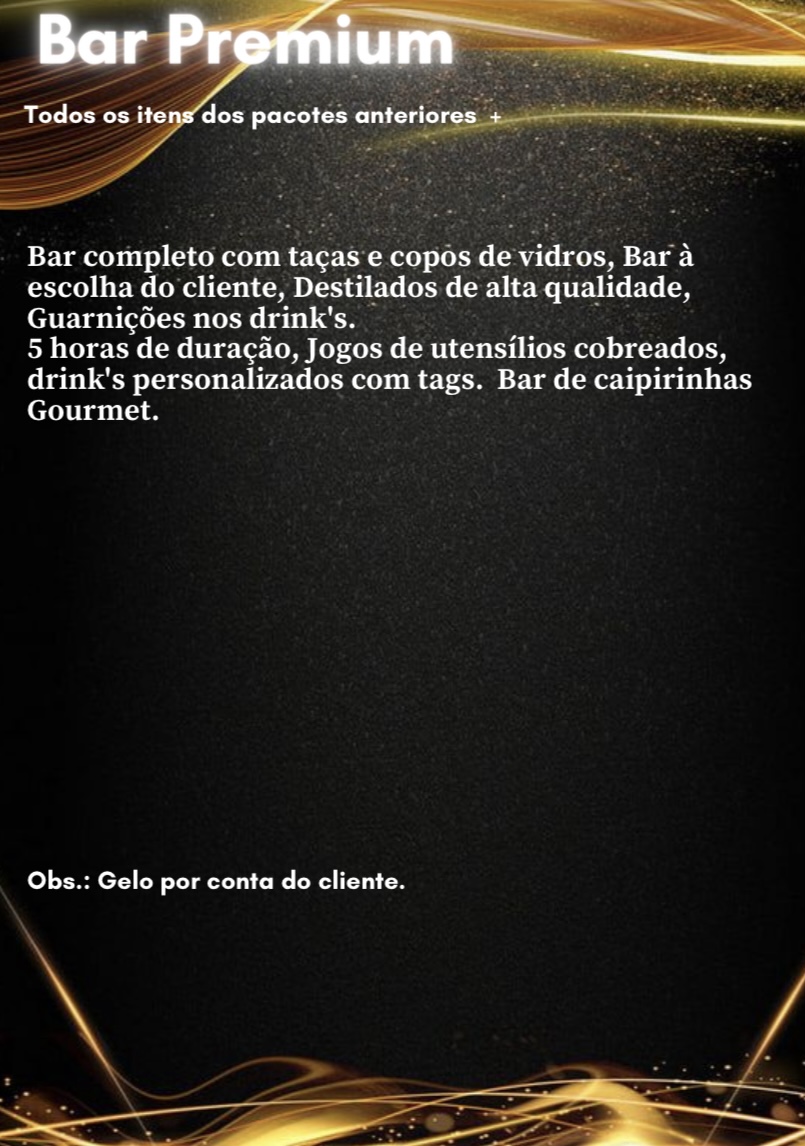 Bar Premium
Todos os itens dos pacotes anteriores +
Bar completo com taças e copos de vidros, Bar à
escolha do cliente, Destilados de alta qualidade,
Guarnições nos drink's.
5 horas de duração, Jogos de utensílios cobreados,
drink's personalizados com tags. Bar de caipirinhas
Gourmet.
Obs.: Gelo por conta do cliente.